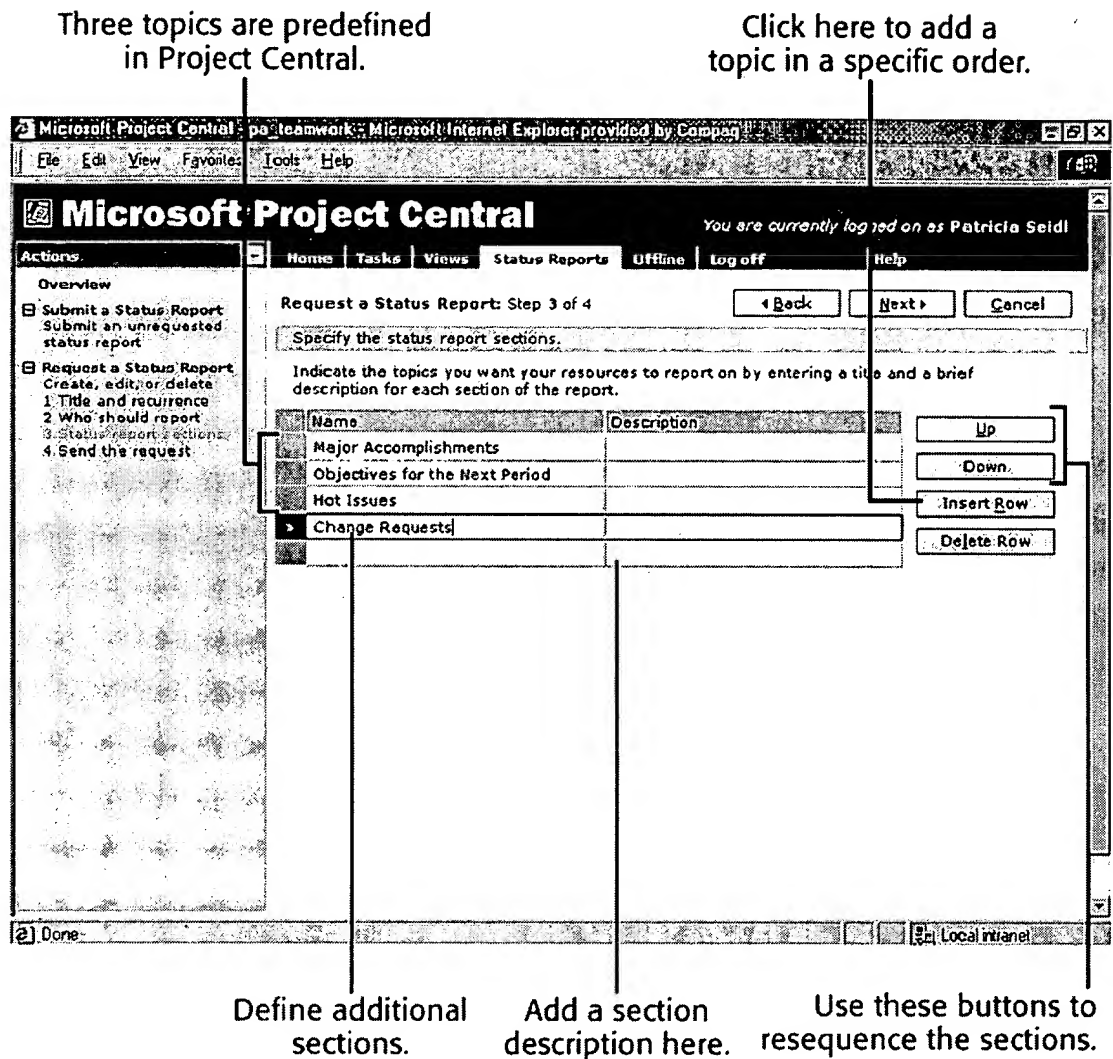 Three topics are predefined
in Project Central.
Click here to add a
topic in a specific order.
Microsoft Project Central - pa_teamwork - Microsoft Internet Explorer provided by Compaq
File Edit View Favorites Tools Help
Microsoft Project Central
You are currently logged on as Patricia Seidl
Actions
Home Tasks Views Status Reports Offline Log off Help
Overview
Submit a Status Report
Submit an unrequested
status report
Request a Status Report
Create, edit, or delete
1 Title and recurrence
2 Who should report
3. Status report sections
4. Send the request
Request a Status Report: Step 3 of 4
Back Next Cancel
Specify the status report sections.
Indicate the topics you want your resources to report on by entering a title and a brief
description for each section of the report.
Name Description
Major Accomplishments
Objectives for the Next Period
Hot Issues
Change Requests
Up
Down
Insert Row
Delete Row
Done
Local intranet
Define additional
sections.
Add a section
description here.
Use these buttons to
resequence the sections.